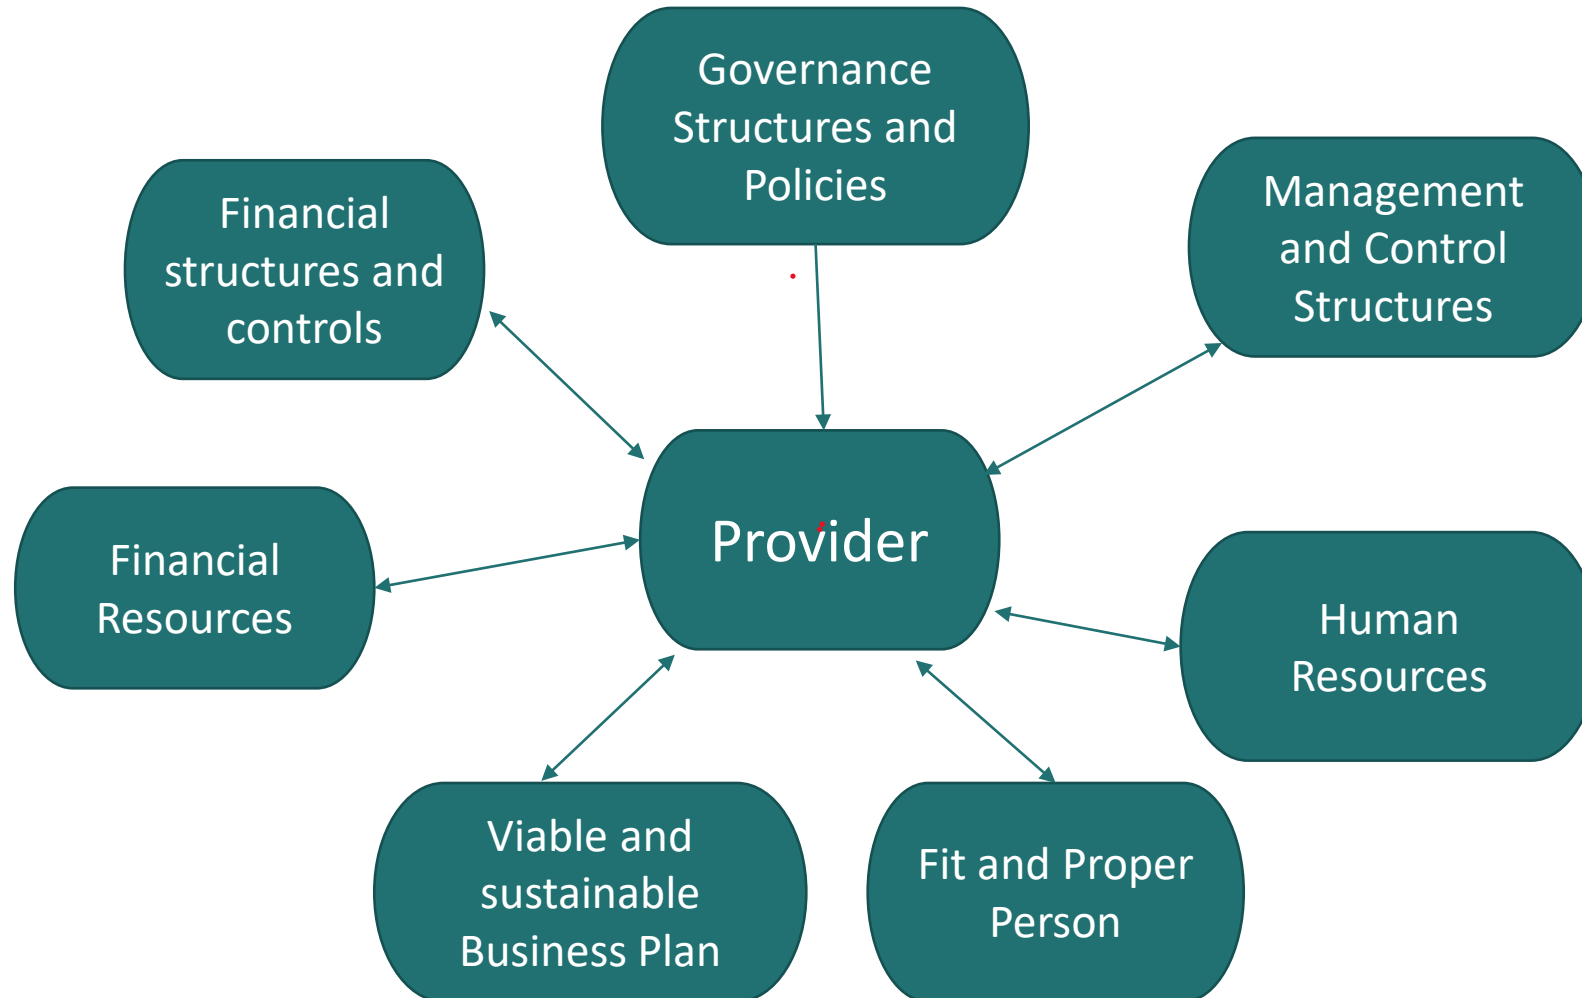 Governance
Structures and
Policies
Management
and Control
Structures
Financial
structures and
controls
Provider
Financial
Resources
Human
Resources
Viable and
sustainable
Business Plan
Fit and Proper
Person